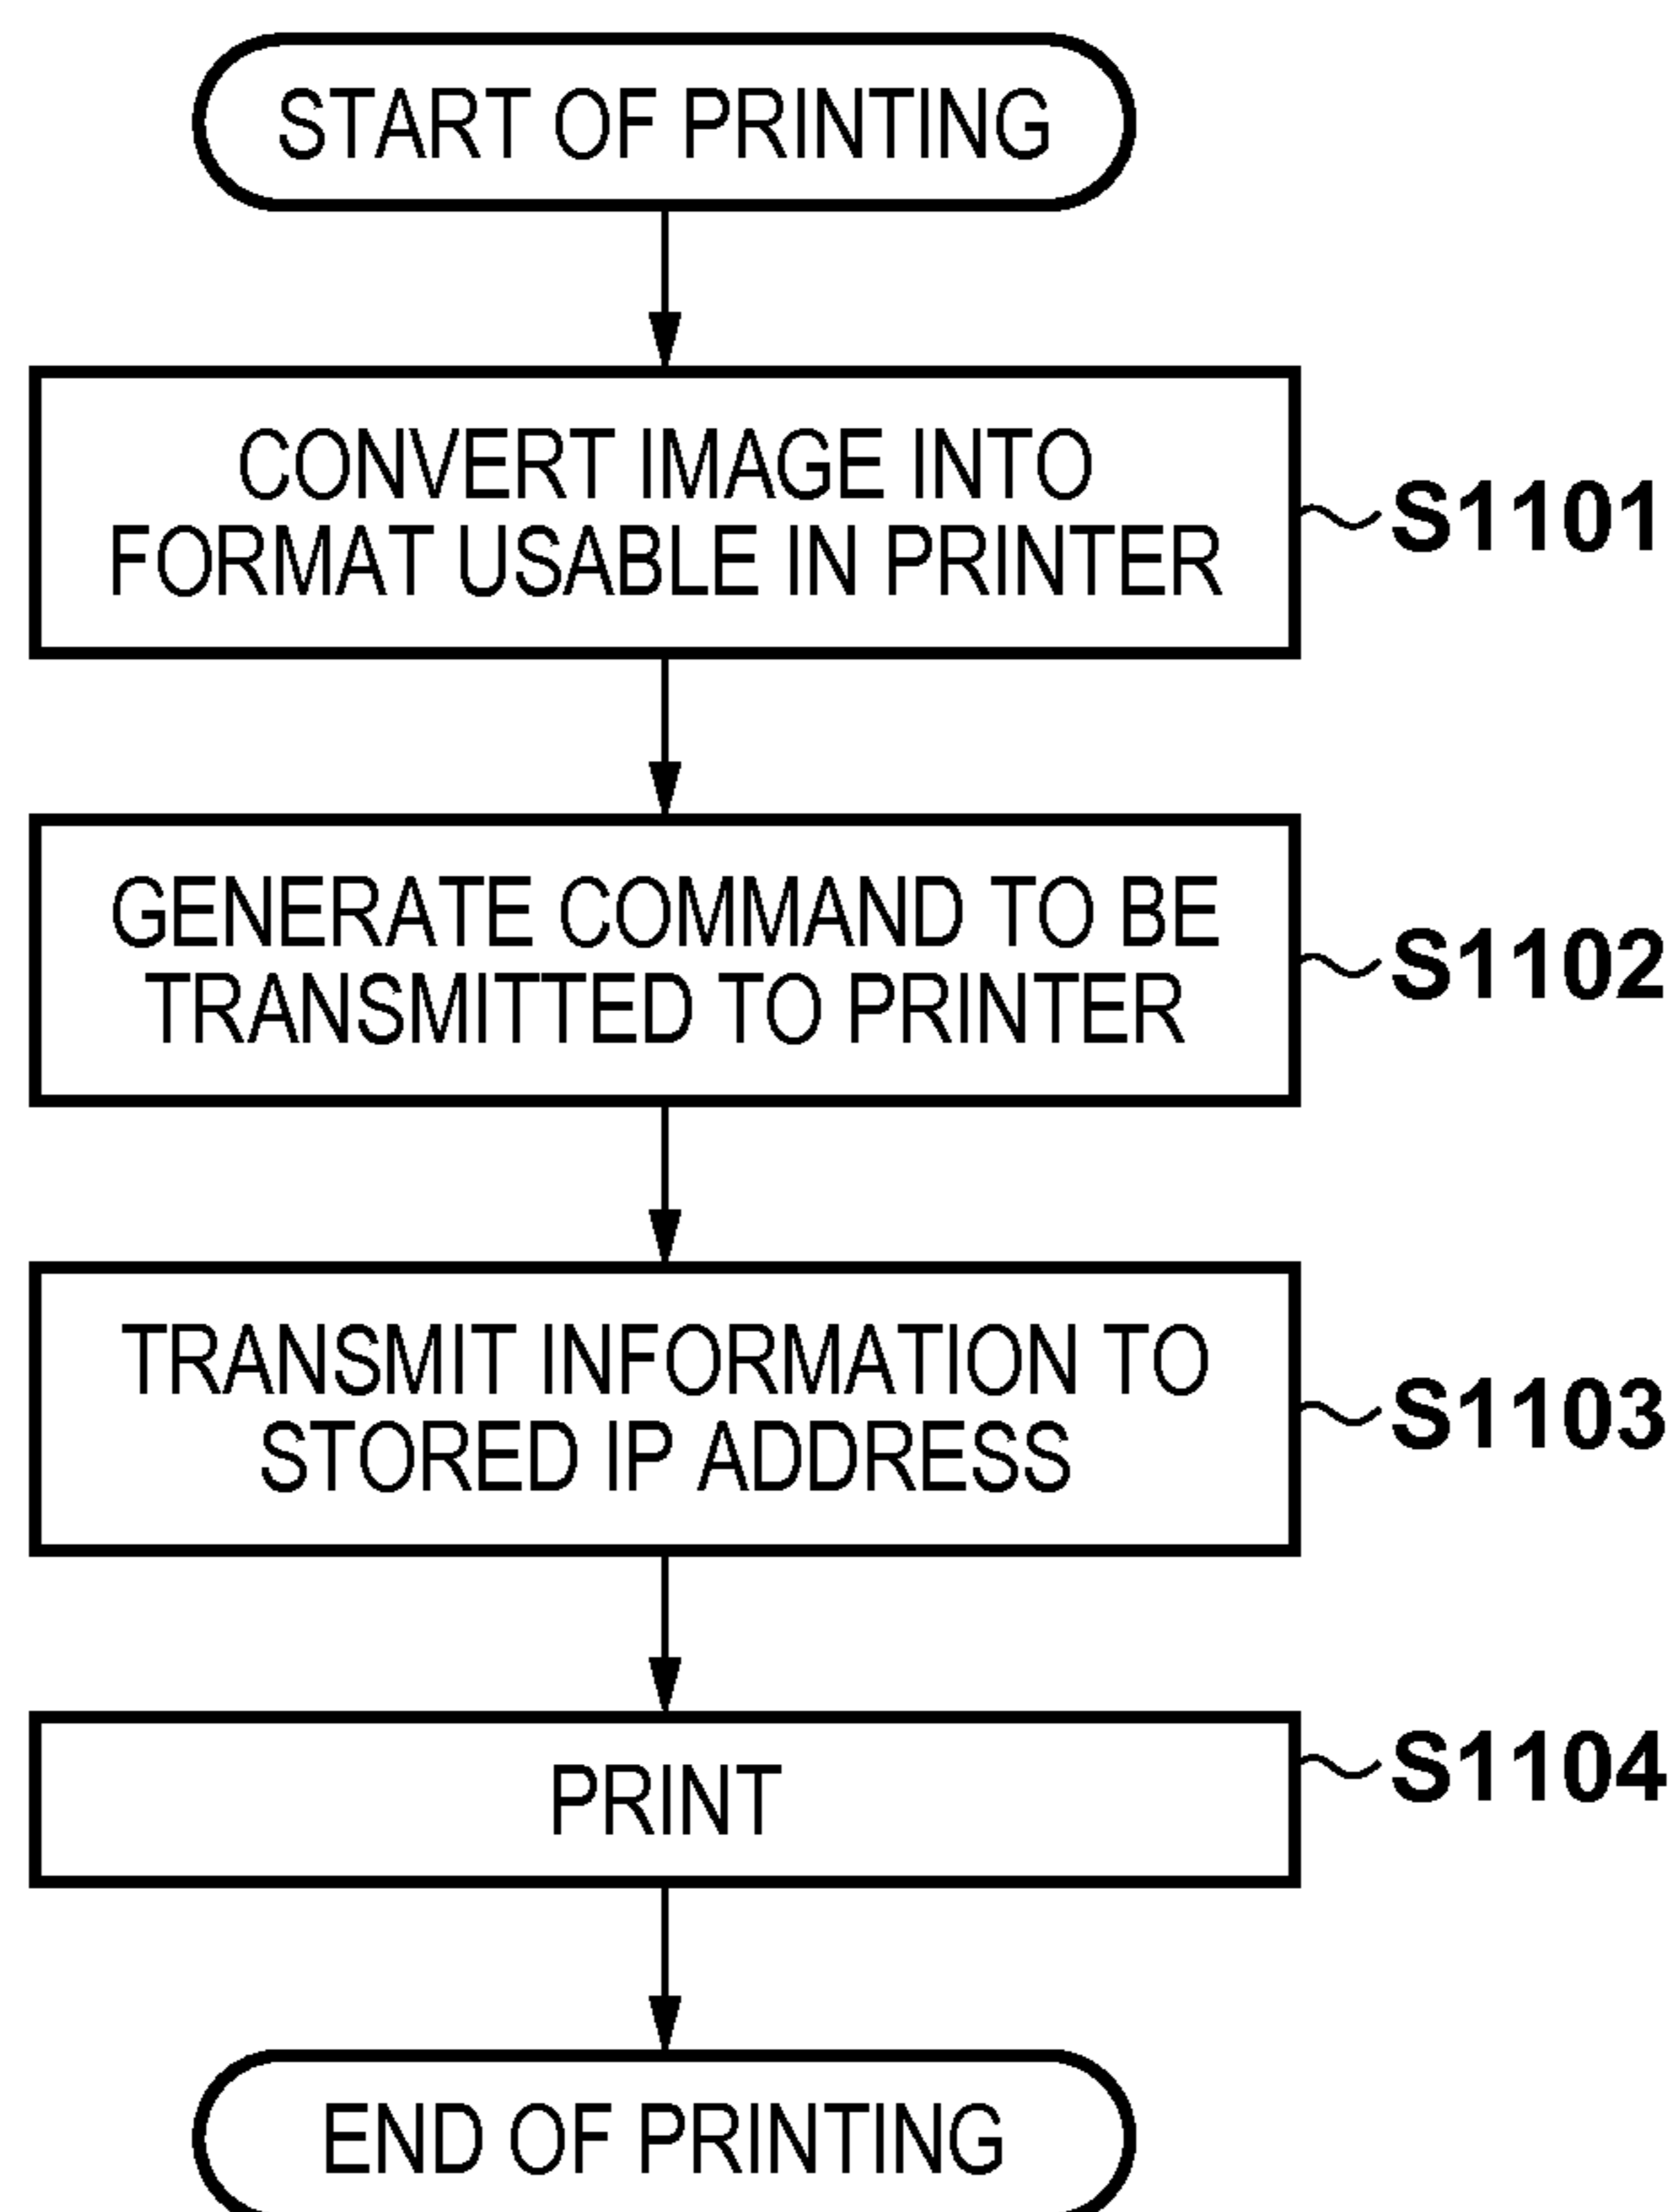 START OF PRINTING
CONVERT IMAGE INTO
FORMAT USABLE IN PRINTER
S1101
GENERATE COMMAND TO BE
TRANSMITTED TO PRINTER
S1102
TRANSMIT INFORMATION TO
STORED IP ADDRESS
S1103
PRINT
S1104
END OF PRINTING